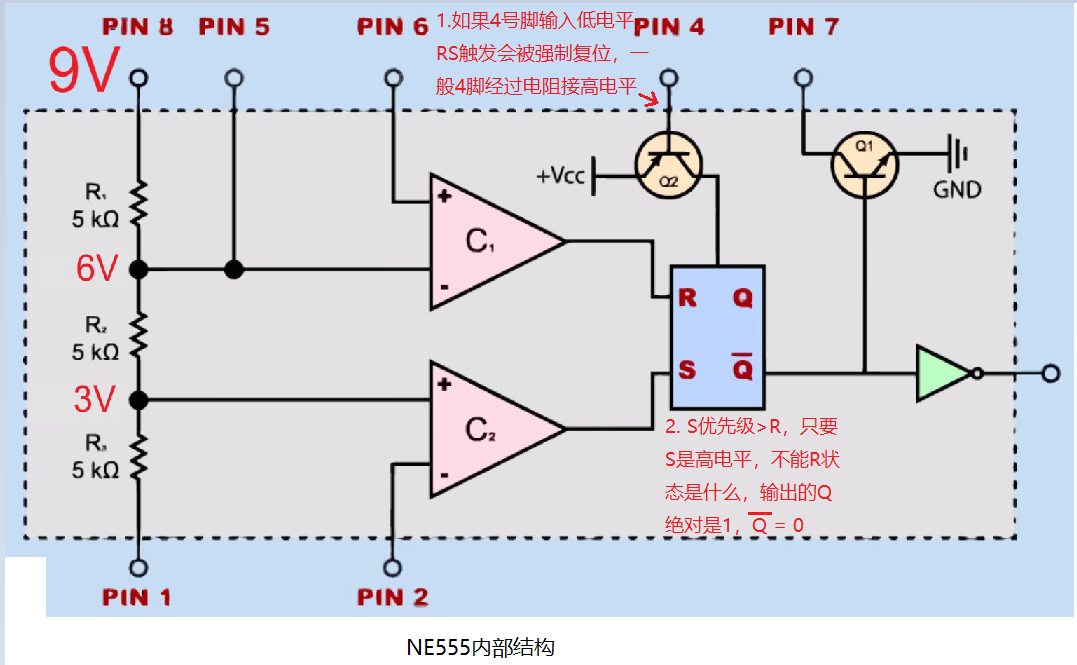 PIN 8
PIN 5
PIN 6
1.如果4号脚输入低电平
RS触发会被强制复位，一
般4脚经过电阻接高电平
PIN 4
PIN 7
9V
R₁
5 kΩ
6V
R₂
5 kΩ
3V
R₃
5 kΩ
+
C₁
-
+
C₂
-
+Vcc
Q2
Q1
GND
R
Q
S
Q̅
2. S优先级>R，只要
S是高电平，不能R状
态是什么，输出的Q
绝对是1，Q̅ = 0
PIN 1
PIN 2
NE555内部结构